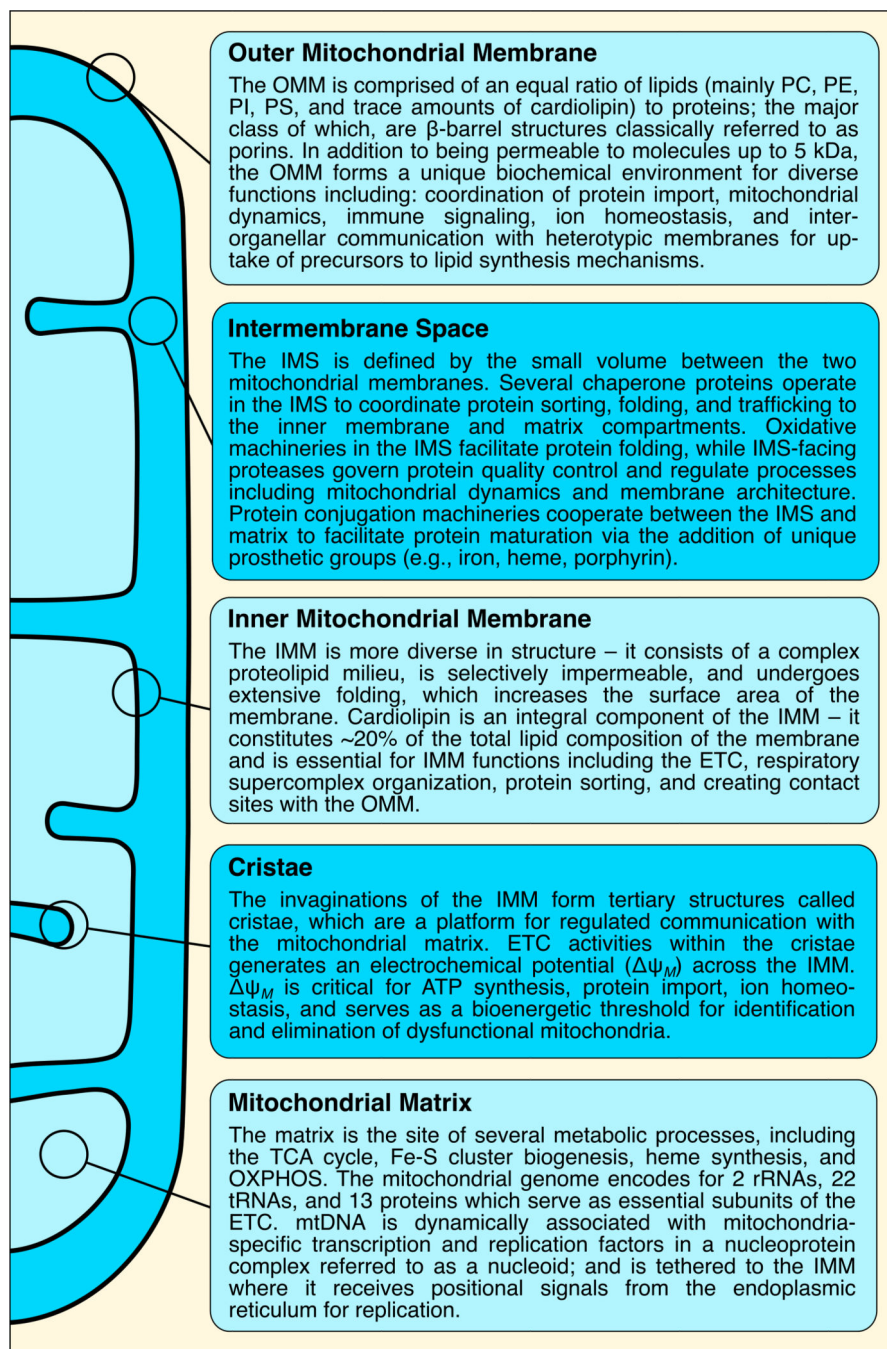 Outer Mitochondrial Membrane
The OMM is comprised of an equal ratio of lipids (mainly PC, PE,
PI, PS, and trace amounts of cardiolipin) to proteins; the major
class of which, are β-barrel structures classically referred to as
porins. In addition to being permeable to molecules up to 5 kDa,
the OMM forms a unique biochemical environment for diverse
functions including: coordination of protein import, mitochondrial
dynamics, immune signaling, ion homeostasis, and inter-
organellar communication with heterotypic membranes for up-
take of precursors to lipid synthesis mechanisms.
Intermembrane Space
The IMS is defined by the small volume between the two
mitochondrial membranes. Several chaperone proteins operate
in the IMS to coordinate protein sorting, folding, and trafficking to
the inner membrane and matrix compartments. Oxidative
machineries in the IMS facilitate protein folding, while IMS-facing
proteases govern protein quality control and regulate processes
including mitochondrial dynamics and membrane architecture.
Protein conjugation machineries cooperate between the IMS and
matrix to facilitate protein maturation via the addition of unique
prosthetic groups (e.g., iron, heme, porphyrin).
Inner Mitochondrial Membrane
The IMM is more diverse in structure – it consists of a complex
proteolipid milieu, is selectively impermeable, and undergoes
extensive folding, which increases the surface area of the
membrane. Cardiolipin is an integral component of the IMM – it
constitutes ~20% of the total lipid composition of the membrane
and is essential for IMM functions including the ETC, respiratory
supercomplex organization, protein sorting, and creating contact
sites with the OMM.
Cristae
The invaginations of the IMM form tertiary structures called
cristae, which are a platform for regulated communication with
the mitochondrial matrix. ETC activities within the cristae
generates an electrochemical potential (ΔψM) across the IMM.
ΔψM is critical for ATP synthesis, protein import, ion homeo-
stasis, and serves as a bioenergetic threshold for identification
and elimination of dysfunctional mitochondria.
Mitochondrial Matrix
The matrix is the site of several metabolic processes, including
the TCA cycle, Fe-S cluster biogenesis, heme synthesis, and
OXPHOS. The mitochondrial genome encodes for 2 rRNAs, 22
tRNAs, and 13 proteins which serve as essential subunits of the
ETC. mtDNA is dynamically associated with mitochondria-
specific transcription and replication factors in a nucleoprotein
complex referred to as a nucleoid; and is tethered to the IMM
where it receives positional signals from the endoplasmic
reticulum for replication.